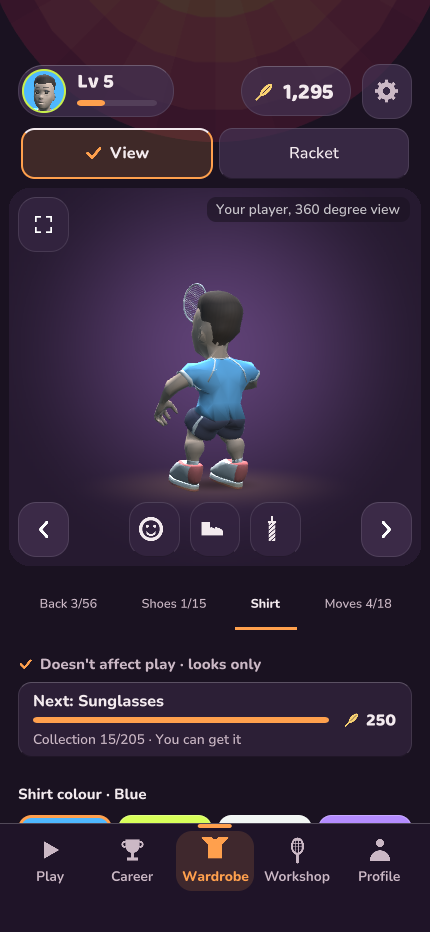 Lv 5
1,295
View
Racket
Your player, 360 degree view
Back 3/56
Shoes 1/15
Shirt
Moves 4/18
Doesn't affect play · looks only
Next: Sunglasses
250
Collection 15/205 · You can get it
Shirt colour · Blue
Play
Career
Wardrobe
Workshop
Profile